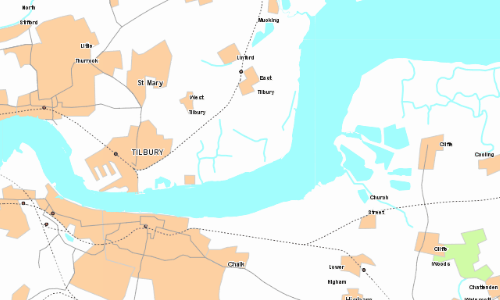 North
Stifford
Mucking
Little
Thurrock
Linford
St Mary
East
Tilbury
West
Tilbury
TILBURY
Cliffe
Cooling
Church
Street
Cliffe
Woods
Chalk
Lower
Higham
Chattenden
Higham